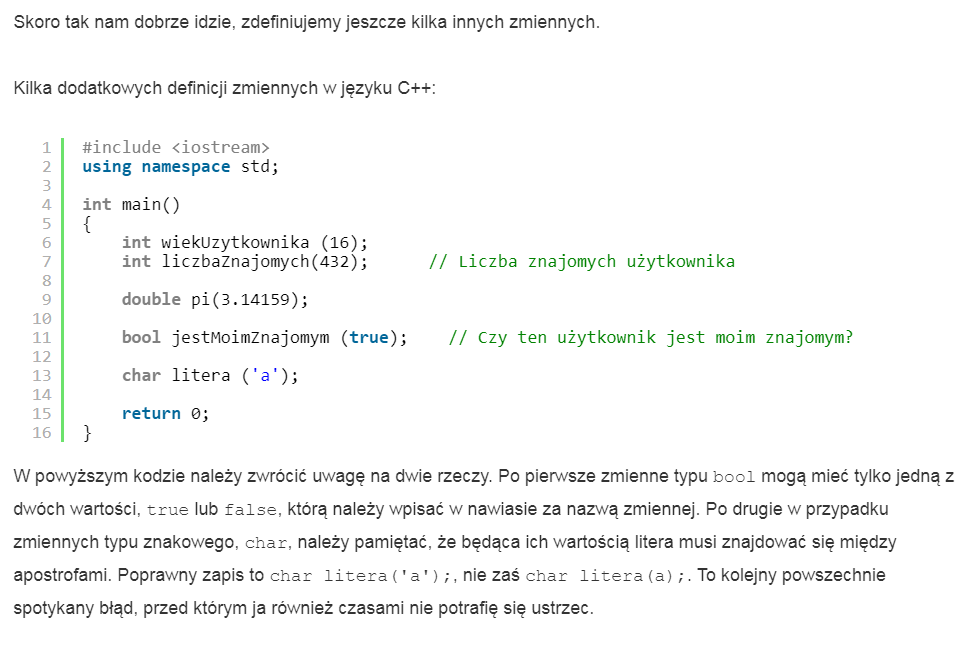 Skoro tak nam dobrze idzie, zdefiniujemy jeszcze kilka innych zmiennych.
Kilka dodatkowych definicji zmiennych w języku C++:
1 #include <iostream>
2 using namespace std;
3
4 int main()
5 {
6     int wiekUzytkownika (16);
7     int liczbaZnajomych(432);      // Liczba znajomych użytkownika
8
9     double pi(3.14159);
10
11     bool jestMoimZnajomym (true);    // Czy ten użytkownik jest moim znajomym?
12
13     char litera ('a');
14
15     return 0;
16 }
W powyższym kodzie należy zwrócić uwagę na dwie rzeczy. Po pierwsze zmienne typu bool mogą mieć tylko jedną z
dwóch wartości, true lub false, którą należy wpisać w nawiasie za nazwą zmiennej. Po drugie w przypadku
zmiennych typu znakowego, char, należy pamiętać, że będąca ich wartością litera musi znajdować się między
apostrofami. Poprawny zapis to char litera('a');, nie zaś char litera(a);. To kolejny powszechnie
spotykany błąd, przed którym ja również czasami nie potrafię się ustrzec.